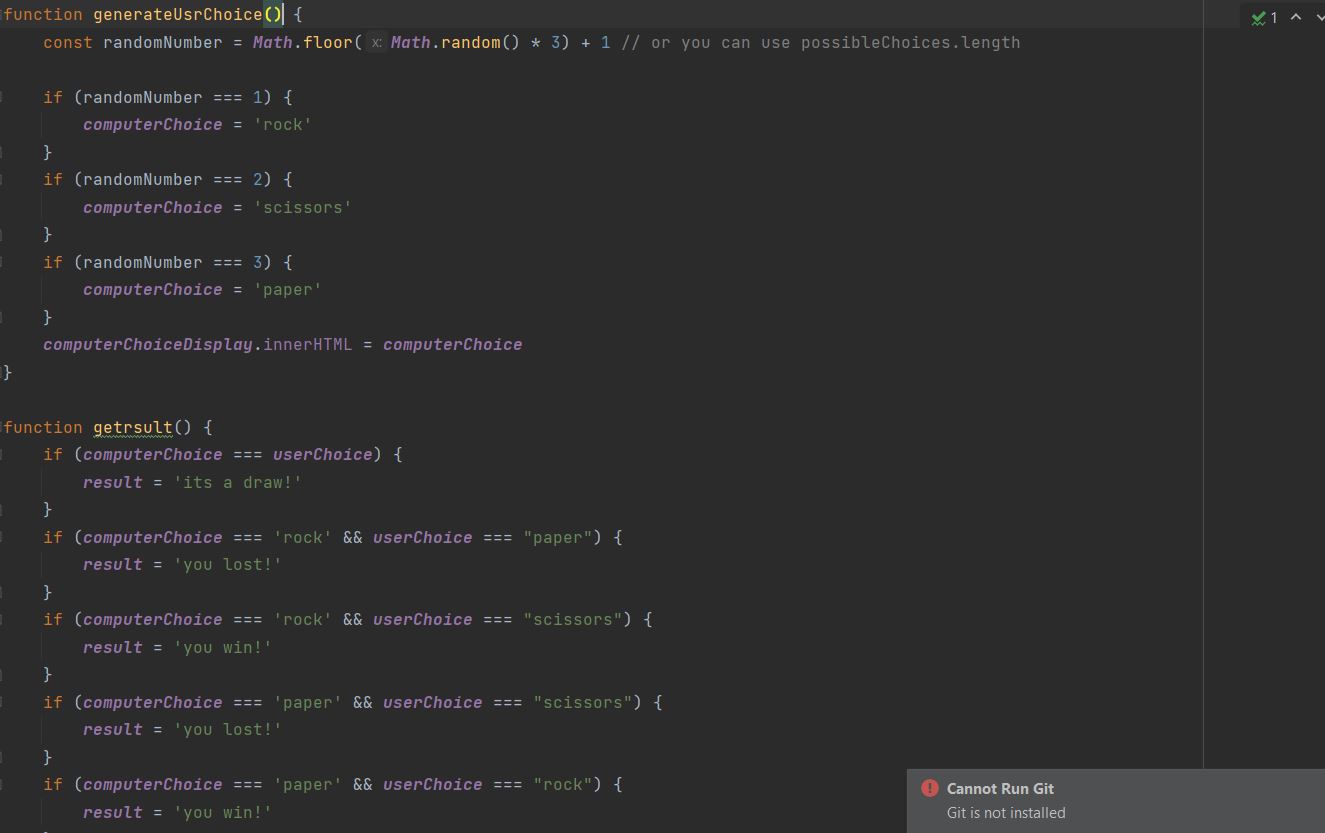 function generateUsrChoice() {
    const randomNumber = Math.floor( x: Math.random() * 3) + 1 // or you can use possibleChoices.length
    if (randomNumber === 1) {
        computerChoice = 'rock'
    }
    if (randomNumber === 2) {
        computerChoice = 'scissors'
    }
    if (randomNumber === 3) {
        computerChoice = 'paper'
    }
    computerChoiceDisplay.innerHTML = computerChoice
}
function getrsult() {
    if (computerChoice === userChoice) {
        result = 'its a draw!'
    }
    if (computerChoice === 'rock' && userChoice === "paper") {
        result = 'you lost!'
    }
    if (computerChoice === 'rock' && userChoice === "scissors") {
        result = 'you win!'
    }
    if (computerChoice === 'paper' && userChoice === "scissors") {
        result = 'you lost!'
    }
    if (computerChoice === 'paper' && userChoice === "rock") {
        result = 'you win!'
1
Cannot Run Git
Git is not installed